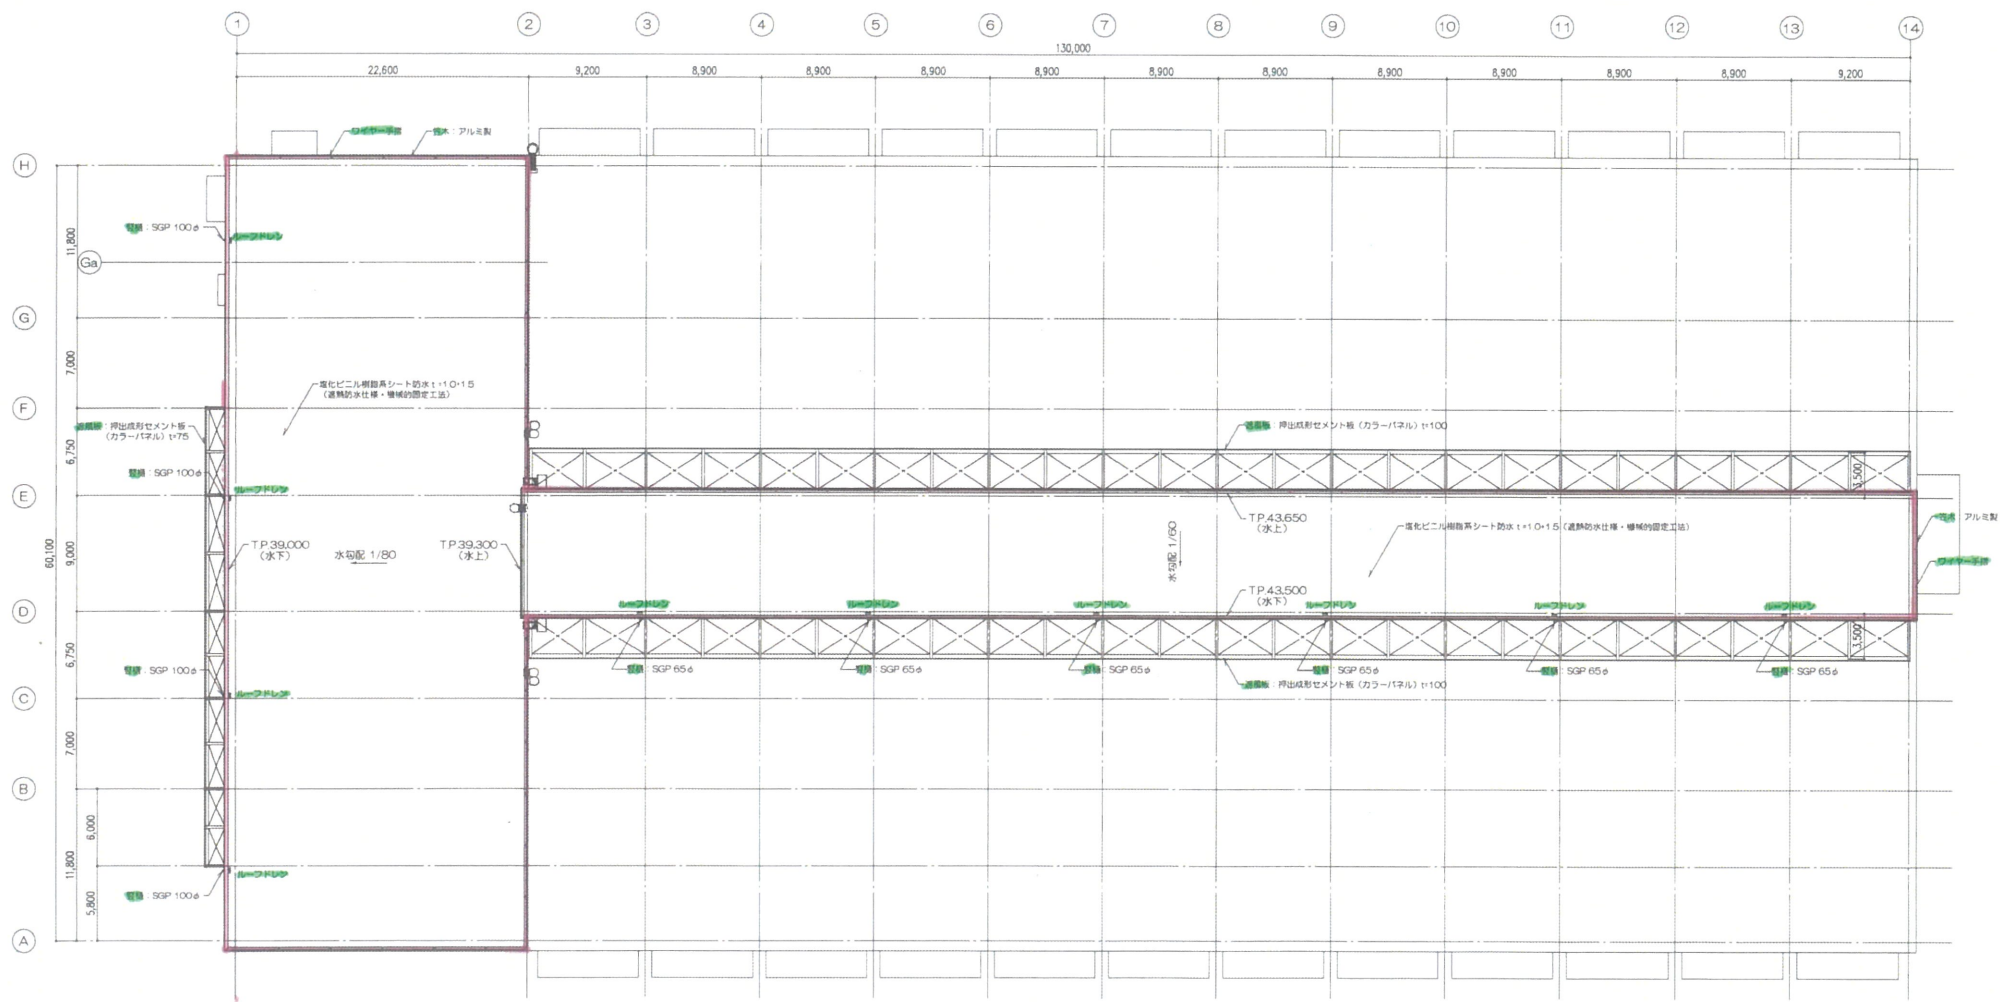 1 2 3 4 5 6 7 8 9 10 11 12 13 14
130,000
22,600 9,200 8,900 8,900 8,900 8,900 8,900 8,900 8,900 8,900 8,900 8,900 9,200
ワイヤー手摺
笠木：アルミ製
H
竪樋：SGP 100φ
ルーフドレン
11,800
Ga
G
7,000
塩化ビニル樹脂系シート防水 t=1.0+1.5
（遮熱防水仕様・機械的固定工法）
F
遮風板：押出成形セメント板
（カラーパネル）t=75
遮風板：押出成形セメント板（カラーパネル）t=100
6,750
竪樋：SGP 100φ
3,500
ルーフドレン
E
T.P.43.650
（水上）
笠木：アルミ製
塩化ビニル樹脂系シート防水 t=1.0+1.5（遮熱防水仕様・機械的固定工法）
T.P.39.000
（水下）
水勾配 1/80
T.P.39.300
（水上）
水勾配 1/60
60,100
9,000
ワイヤー手摺
T.P.43.500
（水下）
ルーフドレン ルーフドレン ルーフドレン ルーフドレン ルーフドレン ルーフドレン
D
3,500
6,750
竪樋：SGP 100φ
竪樋：SGP 65φ 竪樋：SGP 65φ 竪樋：SGP 65φ 竪樋：SGP 65φ 竪樋：SGP 65φ 竪樋：SGP 65φ
遮風板：押出成形セメント板（カラーパネル）t=100
ルーフドレン
C
7,000
B
6,000
11,800
ルーフドレン
竪樋：SGP 100φ
5,800
A